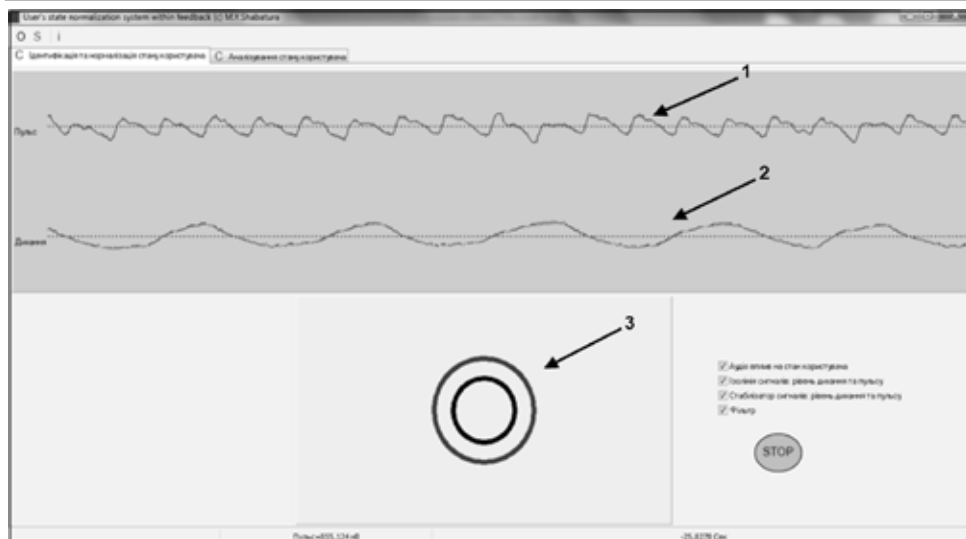 User's state normalization system within feedback (c) M.Y.Shabatura
O S i
C Ідентифікація та нормалізація стану користувача C Аналізування стану користувача
1
Пульс
2
Дихання
3
Аудіо вплив на стан користувача
Ізолінія сигналів: рівень дихання та пульсу
Стабілізатор сигналів: рівень дихання та пульсу
Фільтр
STOP